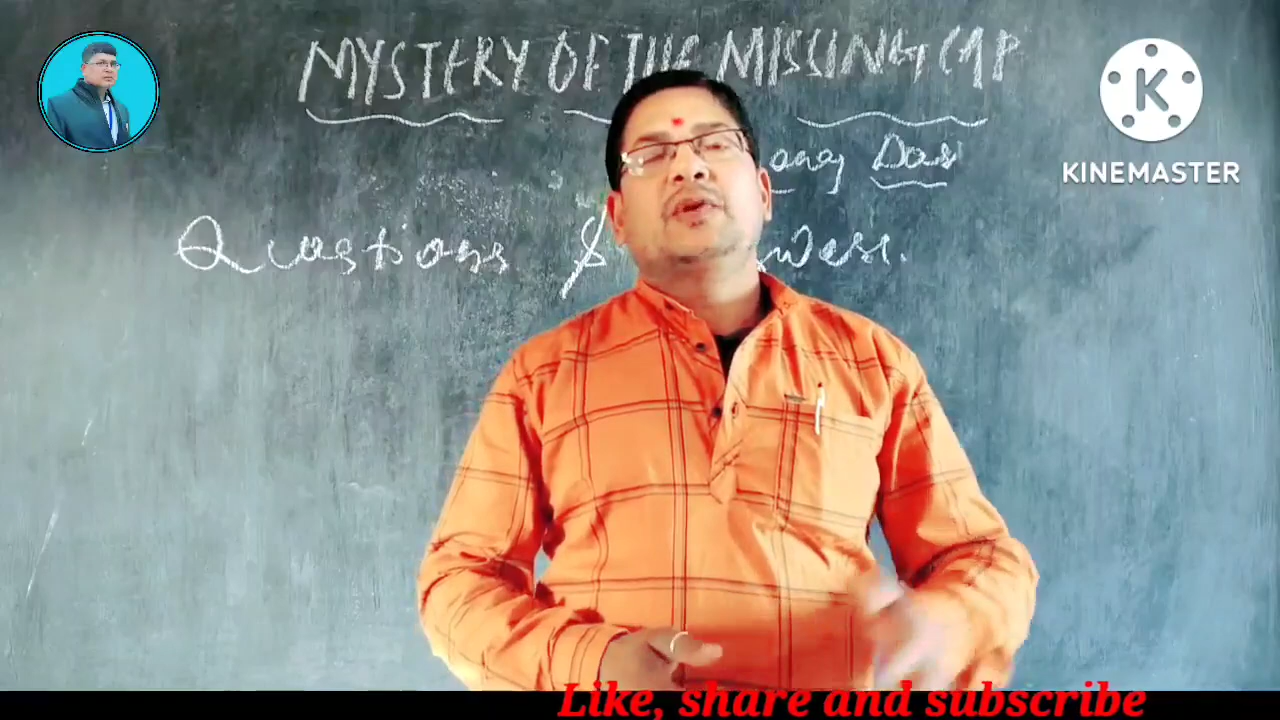 MYSTERY OF THE MISSING CAP
K
KINEMASTER
Das
Questions &
Like, share and subscribe